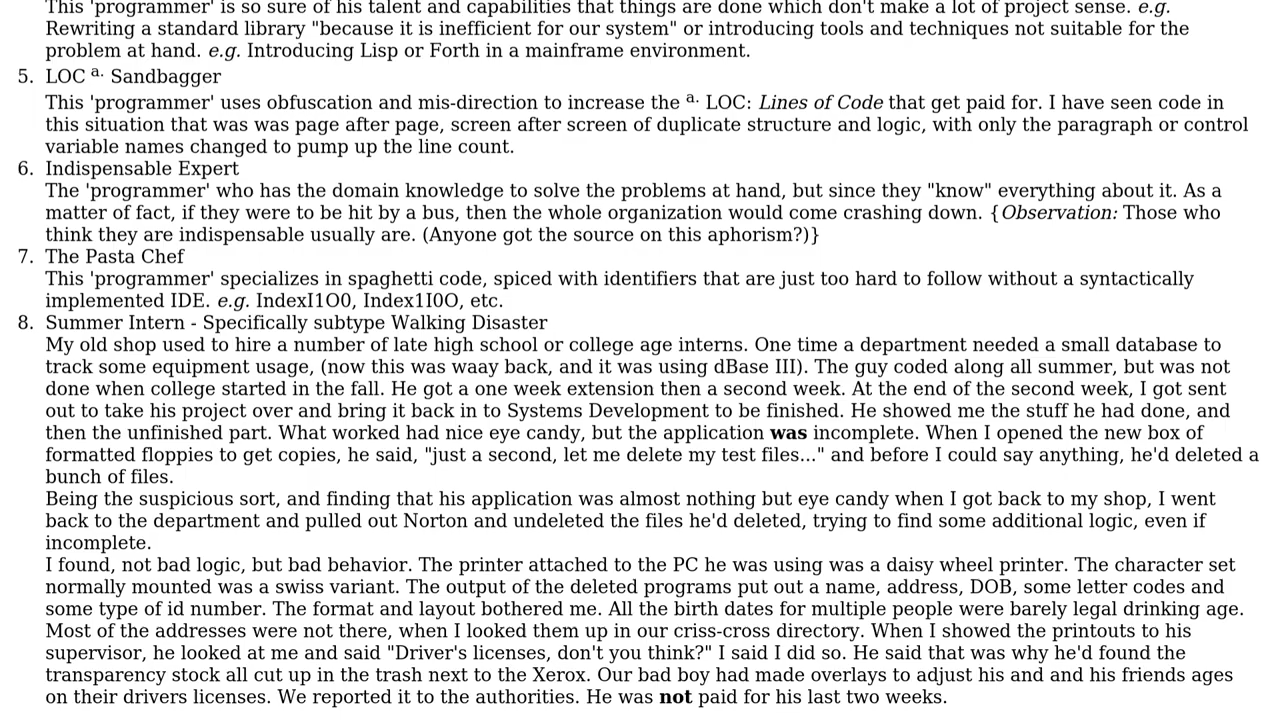 This 'programmer' is so sure of his talent and capabilities that things are done which don't make a lot of project sense. e.g.
Rewriting a standard library "because it is inefficient for our system" or introducing tools and techniques not suitable for the
problem at hand. e.g. Introducing Lisp or Forth in a mainframe environment.
5. LOC a. Sandbagger
This 'programmer' uses obfuscation and mis-direction to increase the a. LOC: Lines of Code that get paid for. I have seen code in
this situation that was was page after page, screen after screen of duplicate structure and logic, with only the paragraph or control
variable names changed to pump up the line count.
6. Indispensable Expert
The 'programmer' who has the domain knowledge to solve the problems at hand, but since they "know" everything about it. As a
matter of fact, if they were to be hit by a bus, then the whole organization would come crashing down. {Observation: Those who
think they are indispensable usually are. (Anyone got the source on this aphorism?)}
7. The Pasta Chef
This 'programmer' specializes in spaghetti code, spiced with identifiers that are just too hard to follow without a syntactically
implemented IDE. e.g. IndexI1O0, Index1I0O, etc.
8. Summer Intern - Specifically subtype Walking Disaster
My old shop used to hire a number of late high school or college age interns. One time a department needed a small database to
track some equipment usage, (now this was waay back, and it was using dBase III). The guy coded along all summer, but was not
done when college started in the fall. He got a one week extension then a second week. At the end of the second week, I got sent
out to take his project over and bring it back in to Systems Development to be finished. He showed me the stuff he had done, and
then the unfinished part. What worked had nice eye candy, but the application was incomplete. When I opened the new box of
formatted floppies to get copies, he said, "just a second, let me delete my test files..." and before I could say anything, he'd deleted a
bunch of files.
Being the suspicious sort, and finding that his application was almost nothing but eye candy when I got back to my shop, I went
back to the department and pulled out Norton and undeleted the files he'd deleted, trying to find some additional logic, even if
incomplete.
I found, not bad logic, but bad behavior. The printer attached to the PC he was using was a daisy wheel printer. The character set
normally mounted was a swiss variant. The output of the deleted programs put out a name, address, DOB, some letter codes and
some type of id number. The format and layout bothered me. All the birth dates for multiple people were barely legal drinking age.
Most of the addresses were not there, when I looked them up in our criss-cross directory. When I showed the printouts to his
supervisor, he looked at me and said "Driver's licenses, don't you think?" I said I did so. He said that was why he'd found the
transparency stock all cut up in the trash next to the Xerox. Our bad boy had made overlays to adjust his and and his friends ages
on their drivers licenses. We reported it to the authorities. He was not paid for his last two weeks.